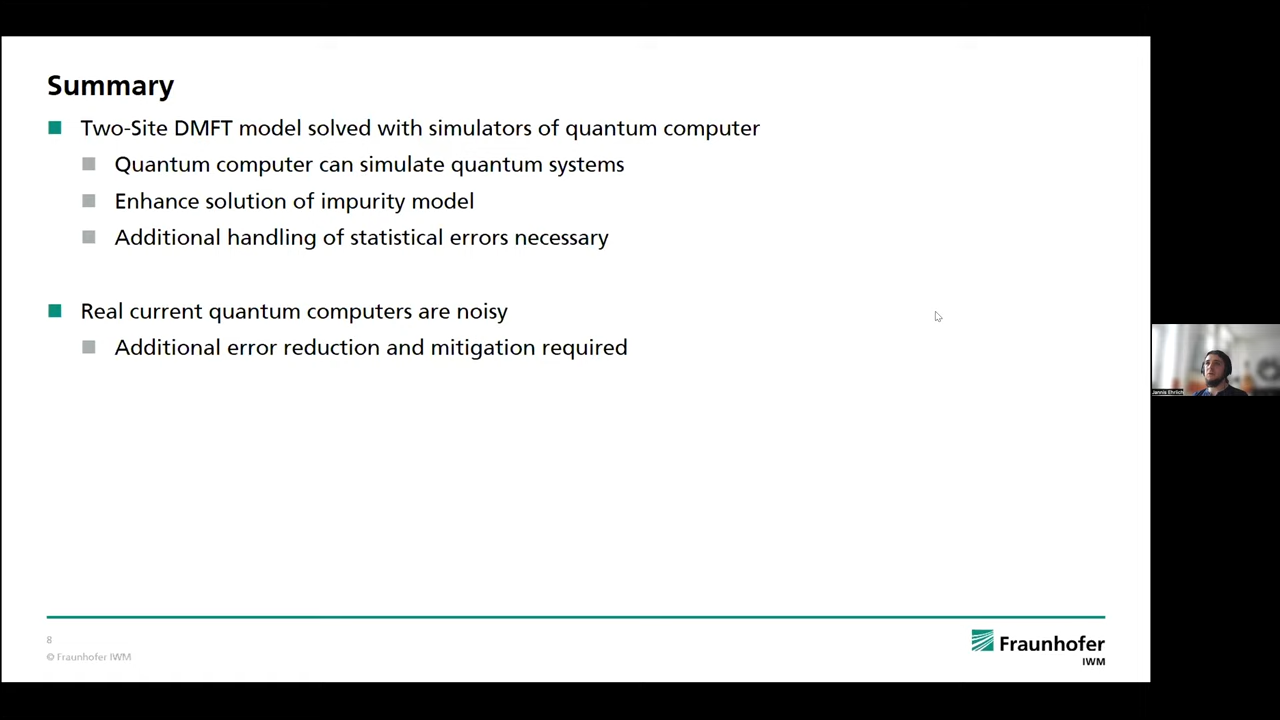 Summary
Two-Site DMFT model solved with simulators of quantum computer
Quantum computer can simulate quantum systems
Enhance solution of impurity model
Additional handling of statistical errors necessary
Real current quantum computers are noisy
Additional error reduction and mitigation required
Jannis Ehrlich
8
© Fraunhofer IWM
Fraunhofer
IWM